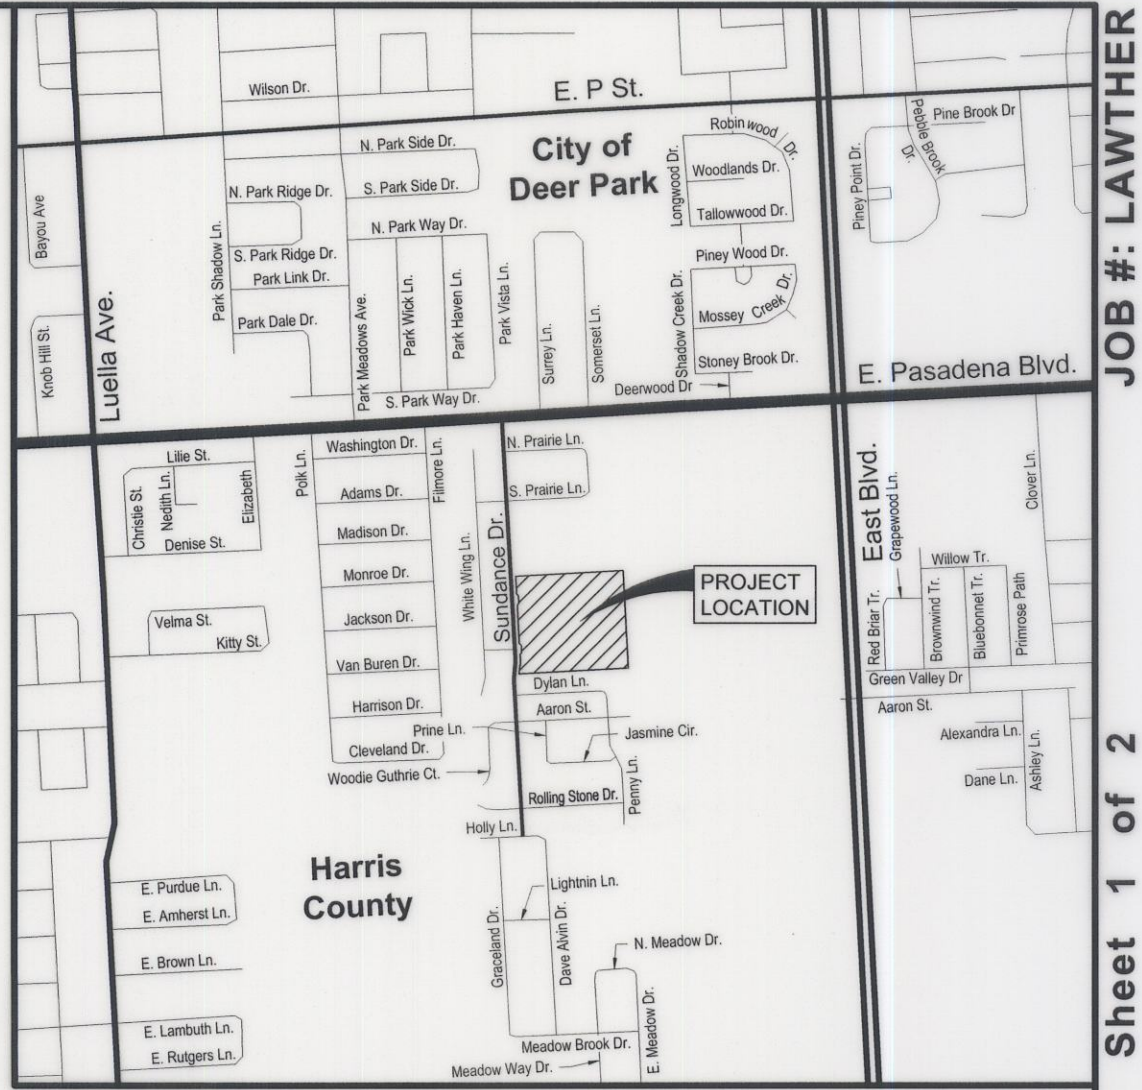 Wilson Dr.
E. P St.
Pine Brook Dr
Pebble Brook
Dr.
Robin wood
Dr.
N. Park Side Dr.
City of
Deer Park
Woodlands Dr.
Longwood Dr.
Piney Point Dr.
S. Park Side Dr.
N. Park Ridge Dr.
Bayou Ave
Tallowwood Dr.
N. Park Way Dr.
Park Shadow Ln.
S. Park Ridge Dr.
Piney Wood Dr.
Park Link Dr.
Park Wick Ln.
Park Haven Ln.
Park Vista Ln.
Mossey Creek Dr.
Park Dale Dr.
Luella Ave.
Knob Hill St.
Park Meadows Ave.
Surrey Ln.
Somerset Ln.
Shadow Creek Dr.
Stoney Brook Dr.
E. Pasadena Blvd.
Deerwood Dr
S. Park Way Dr.
Lilie St.
Polk Ln.
Washington Dr.
Filmore Ln.
N. Prairie Ln.
Christie St.
Nedith Ln.
Elizabeth
Adams Dr.
S. Prairie Ln.
East Blvd.
Grapewood Ln.
Clover Ln.
Denise St.
Madison Dr.
White Wing Ln.
Sundance Dr.
Willow Tr.
Monroe Dr.
PROJECT
LOCATION
Red Briar Tr.
Brownwind Tr.
Bluebonnet Tr.
Primrose Path
Velma St.
Jackson Dr.
Kitty St.
Van Buren Dr.
Dylan Ln.
Green Valley Dr
Harrison Dr.
Aaron St.
Aaron St.
Prine Ln.
Jasmine Cir.
Alexandra Ln.
Cleveland Dr.
Woodie Guthrie Ct.
Penny Ln.
Dane Ln.
Ashley Ln.
Rolling Stone Dr.
Holly Ln.
Harris
County
E. Purdue Ln.
Lightnin Ln.
E. Amherst Ln.
Graceland Dr.
Dave Alvin Dr.
N. Meadow Dr.
E. Brown Ln.
E. Lambuth Ln.
E. Meadow Dr.
Meadow Brook Dr.
E. Rutgers Ln.
Meadow Way Dr.
JOB #: LAWTHER
Sheet 1 of 2